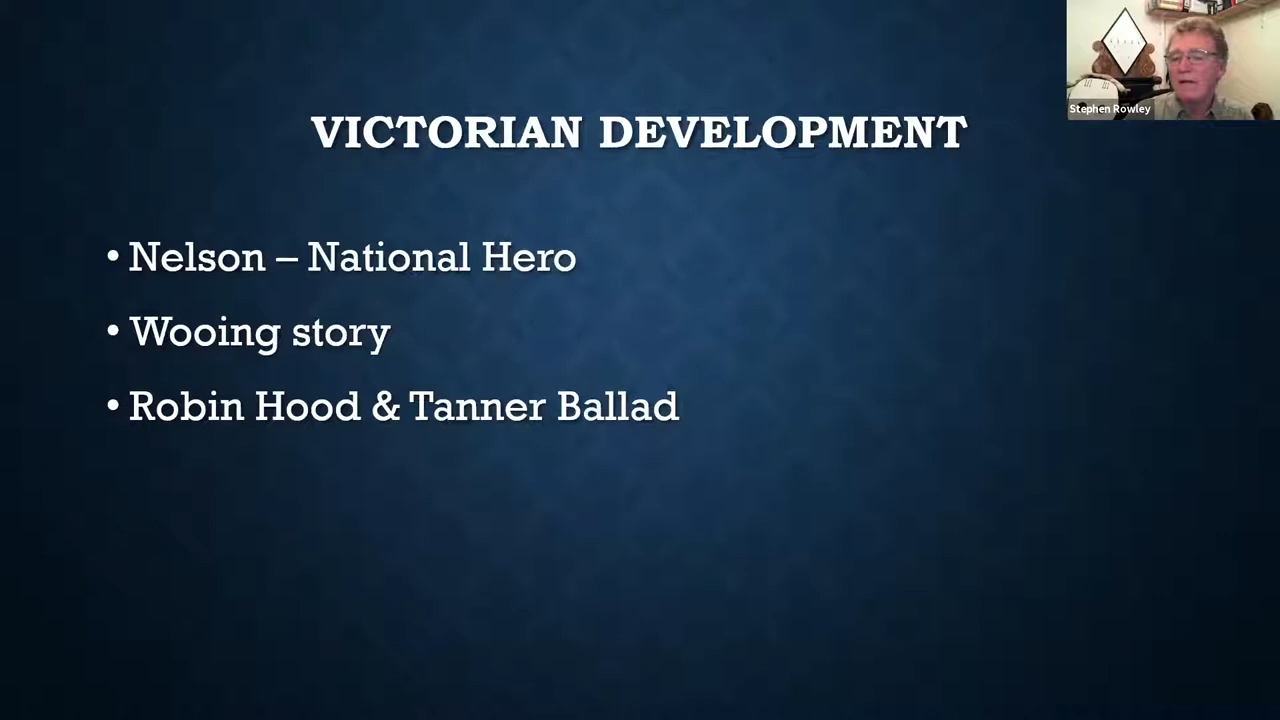 Stephen Rowley
VICTORIAN DEVELOPMENT
• Nelson – National Hero
• Wooing story
• Robin Hood & Tanner Ballad